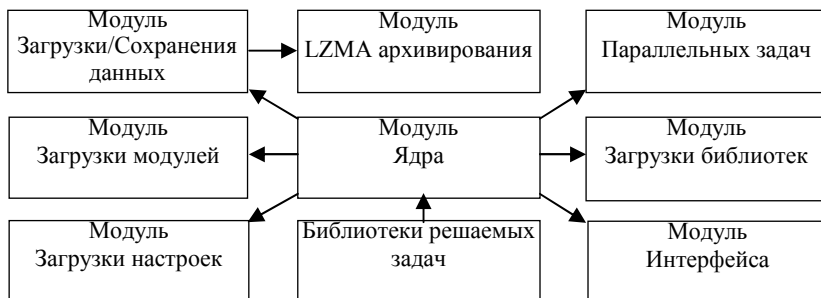 Модуль
Загрузки/Сохранения
данных
Модуль
LZMA архивирования
Модуль
Параллельных задач
Модуль
Загрузки модулей
Модуль
Ядра
Модуль
Загрузки библиотек
Модуль
Загрузки настроек
Библиотеки решаемых
задач
Модуль
Интерфейса